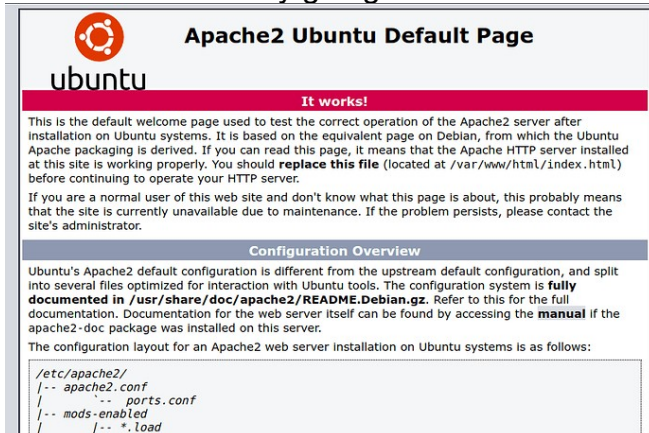 Apache2 Ubuntu Default Page
ubuntu
It works!
This is the default welcome page used to test the correct operation of the Apache2 server after
installation on Ubuntu systems. It is based on the equivalent page on Debian, from which the Ubuntu
Apache packaging is derived. If you can read this page, it means that the Apache HTTP server installed
at this site is working properly. You should replace this file (located at /var/www/html/index.html)
before continuing to operate your HTTP server.
If you are a normal user of this web site and don't know what this page is about, this probably means
that the site is currently unavailable due to maintenance. If the problem persists, please contact the
site's administrator.
Configuration Overview
Ubuntu's Apache2 default configuration is different from the upstream default configuration, and split
into several files optimized for interaction with Ubuntu tools. The configuration system is fully
documented in /usr/share/doc/apache2/README.Debian.gz. Refer to this for the full
documentation. Documentation for the web server itself can be found by accessing the manual if the
apache2-doc package was installed on this server.
The configuration layout for an Apache2 web server installation on Ubuntu systems is as follows:
/etc/apache2/
|-- apache2.conf
|       `--  ports.conf
|-- mods-enabled
|       |-- *.load